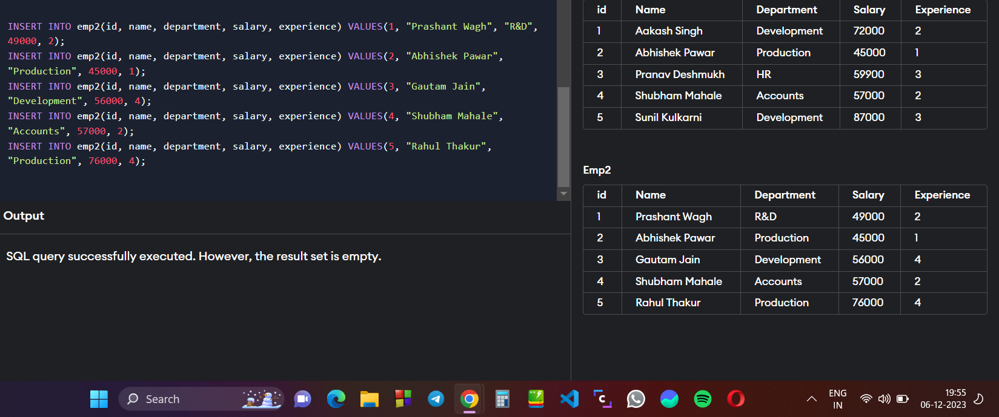 INSERT INTO emp2(id, name, department, salary, experience) VALUES(1, "Prashant Wagh", "R&D",
49000, 2);
INSERT INTO emp2(id, name, department, salary, experience) VALUES(2, "Abhishek Pawar",
"Production", 45000, 1);
INSERT INTO emp2(id, name, department, salary, experience) VALUES(3, "Gautam Jain",
"Development", 56000, 4);
INSERT INTO emp2(id, name, department, salary, experience) VALUES(4, "Shubham Mahale",
"Accounts", 57000, 2);
INSERT INTO emp2(id, name, department, salary, experience) VALUES(5, "Rahul Thakur",
"Production", 76000, 4);
Output
SQL query successfully executed. However, the result set is empty.
id Name Department Salary Experience
1 Aakash Singh Development 72000 2
2 Abhishek Pawar Production 45000 1
3 Pranav Deshmukh HR 59900 3
4 Shubham Mahale Accounts 57000 2
5 Sunil Kulkarni Development 87000 3
Emp2
id Name Department Salary Experience
1 Prashant Wagh R&D 49000 2
2 Abhishek Pawar Production 45000 1
3 Gautam Jain Development 56000 4
4 Shubham Mahale Accounts 57000 2
5 Rahul Thakur Production 76000 4
Search
C
ENG
IN
19:55
06-12-2023